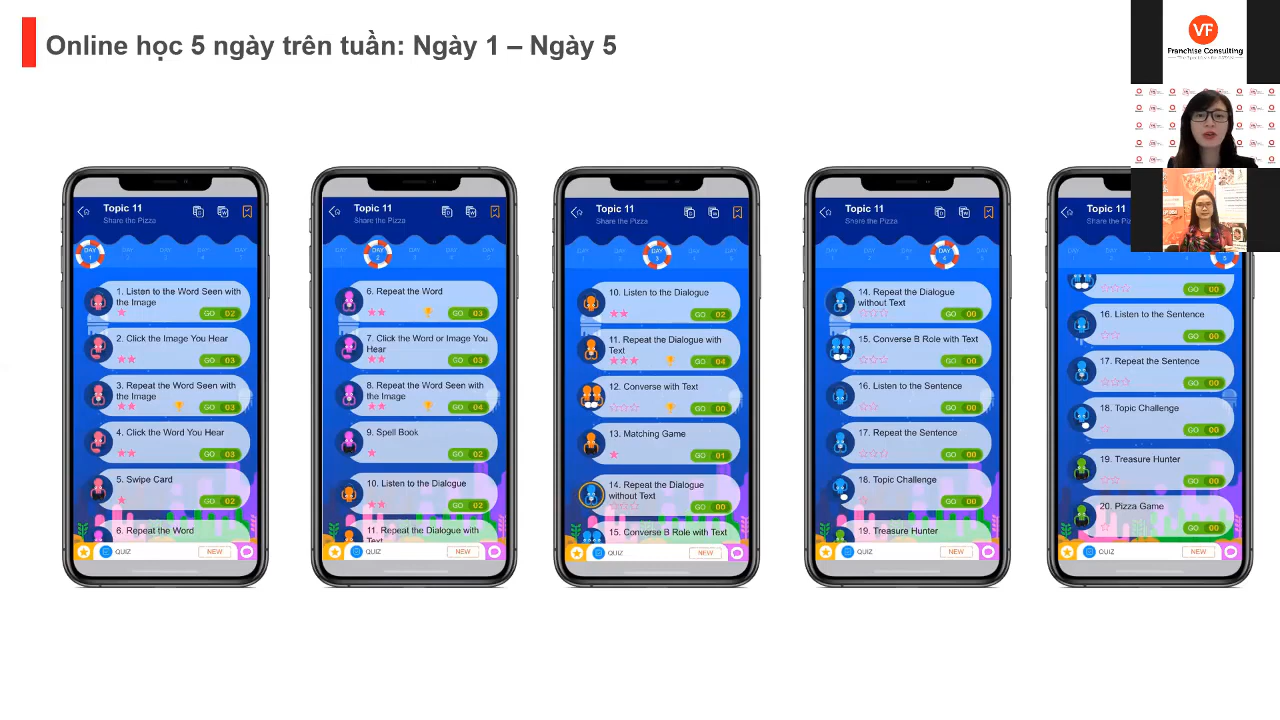 Online học 5 ngày trên tuần: Ngày 1 – Ngày 5
VF
Franchise Consulting
Topic 11
Share the Pizza
DAY
1
1. Listen to the Word Seen with
the Image
GO 02
2. Click the Image You Hear
GO 03
3. Repeat the Word Seen with
the Image
GO 03
4. Click the Word You Hear
GO 03
5. Swipe Card
GO 02
6. Repeat the Word
QUIZ
NEW
Topic 11
Share the Pizza
DAY
2
6. Repeat the Word
GO 03
7. Click the Word or Image You
Hear
GO 03
8. Repeat the Word Seen with
the Image
GO 04
9. Spell Book
GO 02
10. Listen to the Dialogue
GO 02
11. Repeat the Dialogue with
Text
QUIZ
NEW
Topic 11
Share the Pizza
DAY
3
10. Listen to the Dialogue
GO 02
11. Repeat the Dialogue with
Text
GO 04
12. Converse with Text
GO 00
13. Matching Game
GO 01
14. Repeat the Dialogue
without Text
GO 00
15. Converse B Role with Text
QUIZ
NEW
Topic 11
Share the Pizza
DAY
4
14. Repeat the Dialogue
without Text
GO 00
15. Converse B Role with Text
GO 00
16. Listen to the Sentence
GO 00
17. Repeat the Sentence
GO 00
18. Topic Challenge
GO 00
19. Treasure Hunter
QUIZ
NEW
Topic 11
Share the Pizza
5
GO 00
16. Listen to the Sentence
GO 00
17. Repeat the Sentence
GO 00
18. Topic Challenge
GO 00
19. Treasure Hunter
GO 00
20. Pizza Game
GO 00
QUIZ
NEW